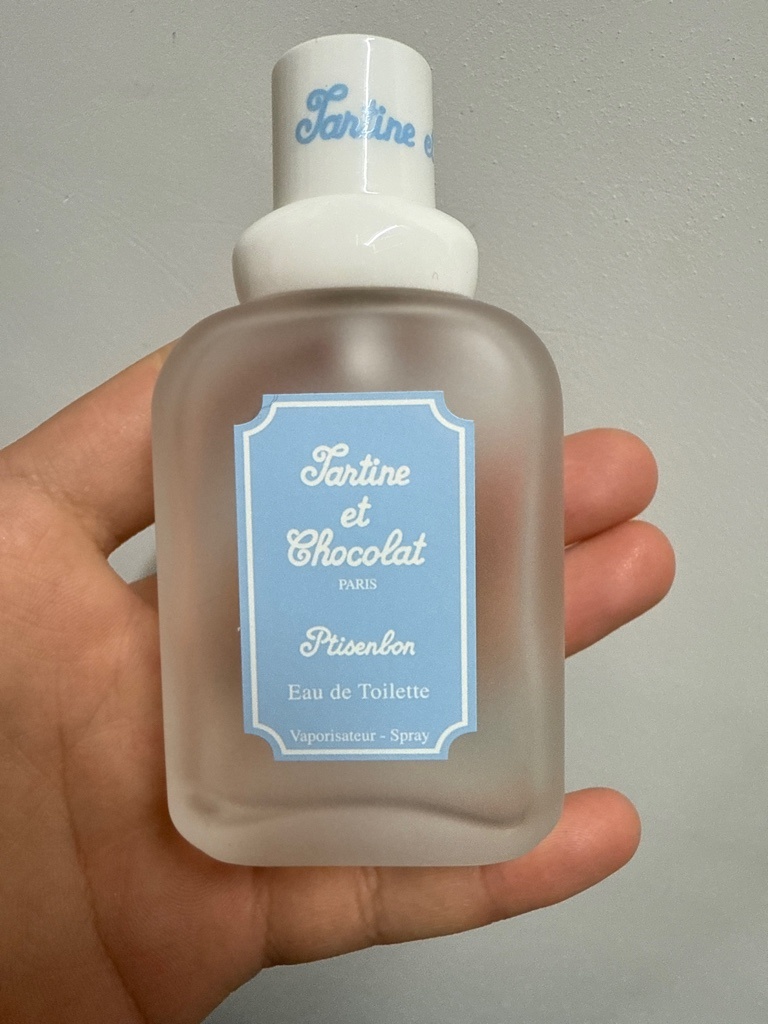 Tartine
Tartine
et
Chocolat
PARIS
Ptisenbon
Eau de Toilette
Vaporisateur - Spray